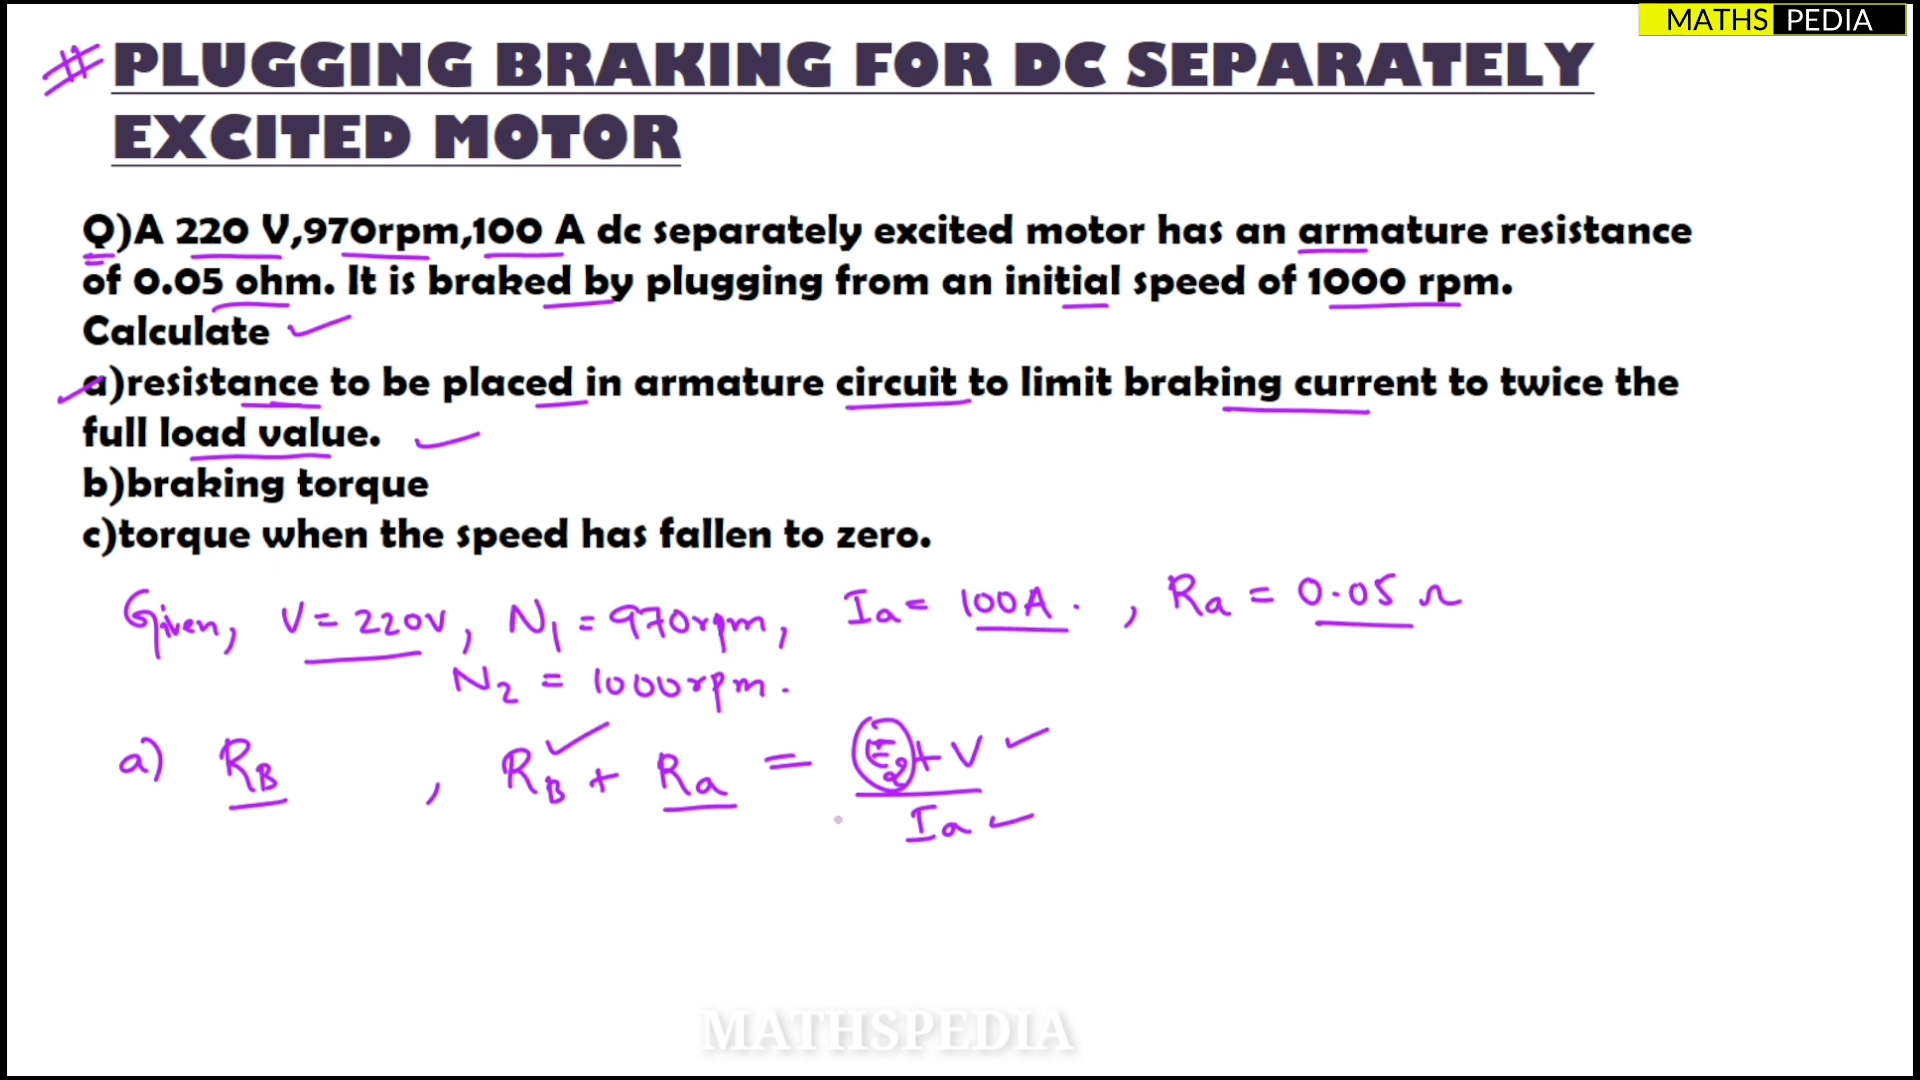 MATHS PEDIA
# PLUGGING BRAKING FOR DC SEPARATELY
EXCITED MOTOR
Q)A 220 V,970rpm,100 A dc separately excited motor has an armature resistance
of 0.05 ohm. It is braked by plugging from an initial speed of 1000 rpm.
Calculate
a)resistance to be placed in armature circuit to limit braking current to twice the
full load value.
b)braking torque
c)torque when the speed has fallen to zero.
Given, V = 220V, N1 = 970rpm, Ia = 100A. , Ra = 0.05 Ω
N2 = 1000rpm.
a) RB , RB + Ra = E2 + V
Ia
MATHSPEDIA